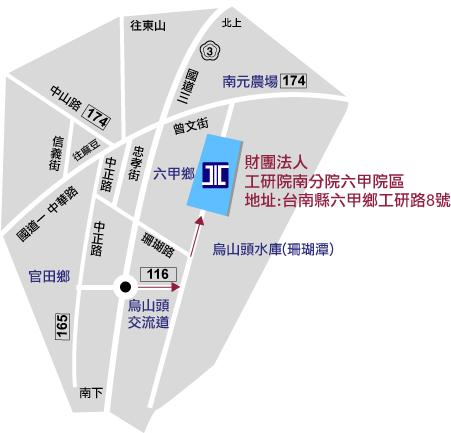 往東山
北上
3
國道三
南元農場 174
中山路
174
曾文街
信義街
往麻豆
忠孝街
中正路
六甲鄉
財團法人
工研院南分院六甲院區
地址:台南縣六甲鄉工研路8號
國道一 中華路
中正路
珊瑚路
烏山頭水庫(珊瑚潭)
官田鄉
116
烏山頭
交流道
165
南下